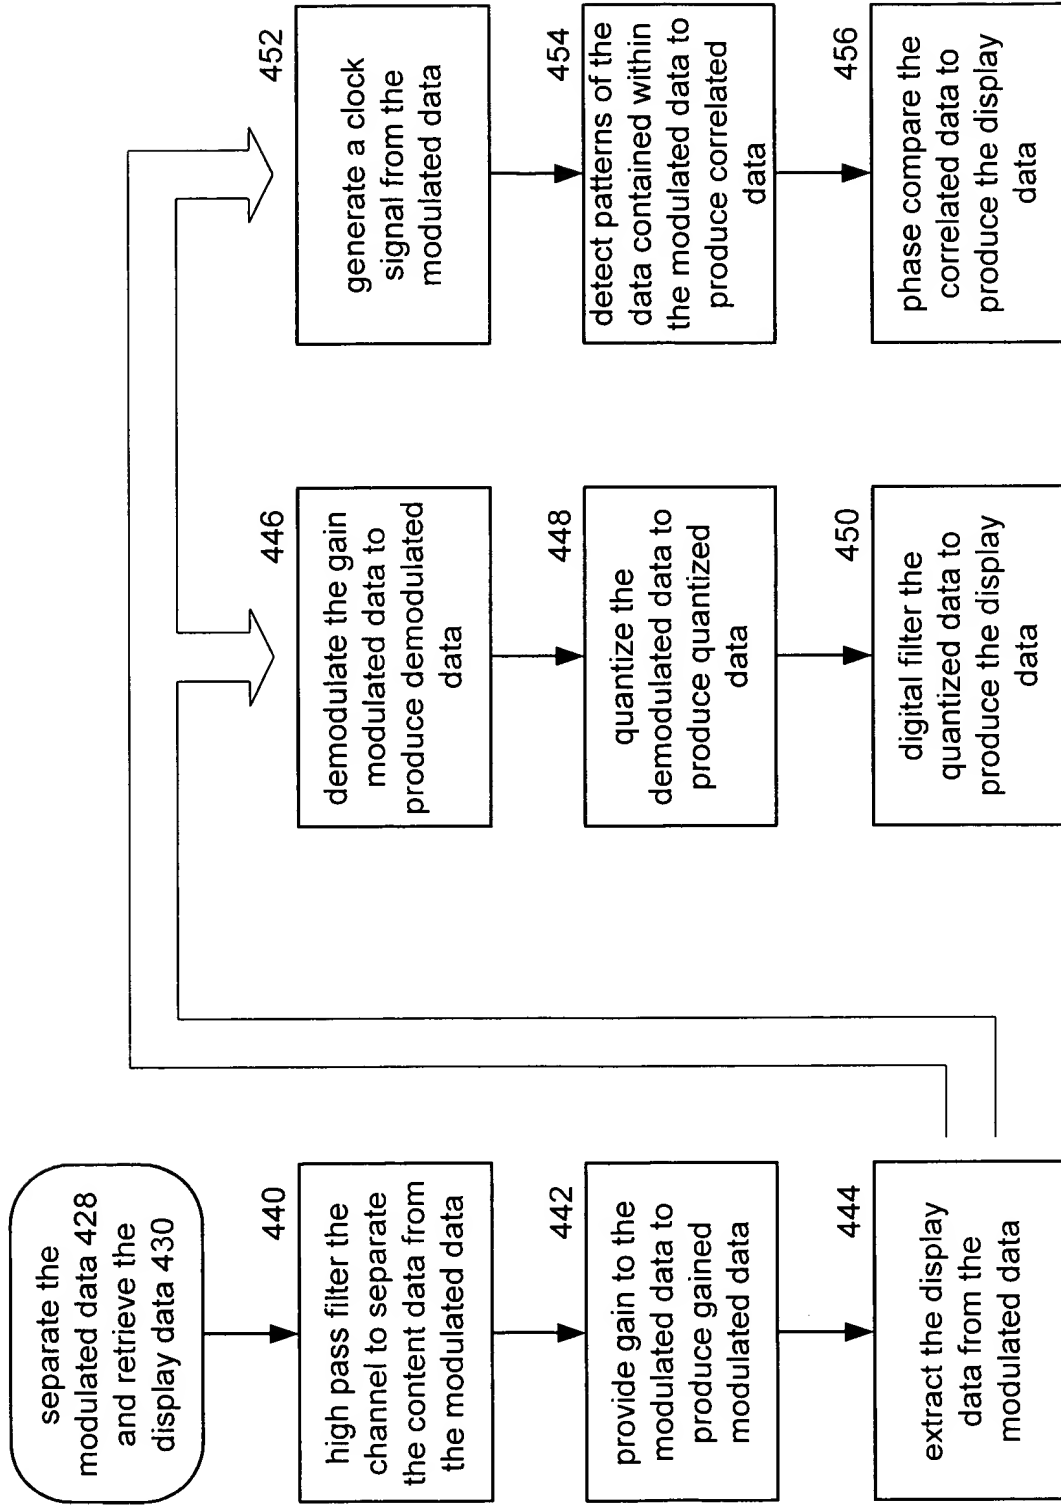 separate the
modulated data 428
and retrieve the
display data 430
440
high pass filter the
channel to separate
the content data from
the modulated data
442
provide gain to the
modulated data to
produce gained
modulated data
444
extract the display
data from the
modulated data
446
demodulate the gain
modulated data to
produce demodulated
data
448
quantize the
demodulated data to
produce quantized
data
450
digital filter the
quantized data to
produce the display
data
452
generate a clock
signal from the
modulated data
454
detect patterns of the
data contained within
the modulated data to
produce correlated
data
456
phase compare the
correlated data to
produce the display
data